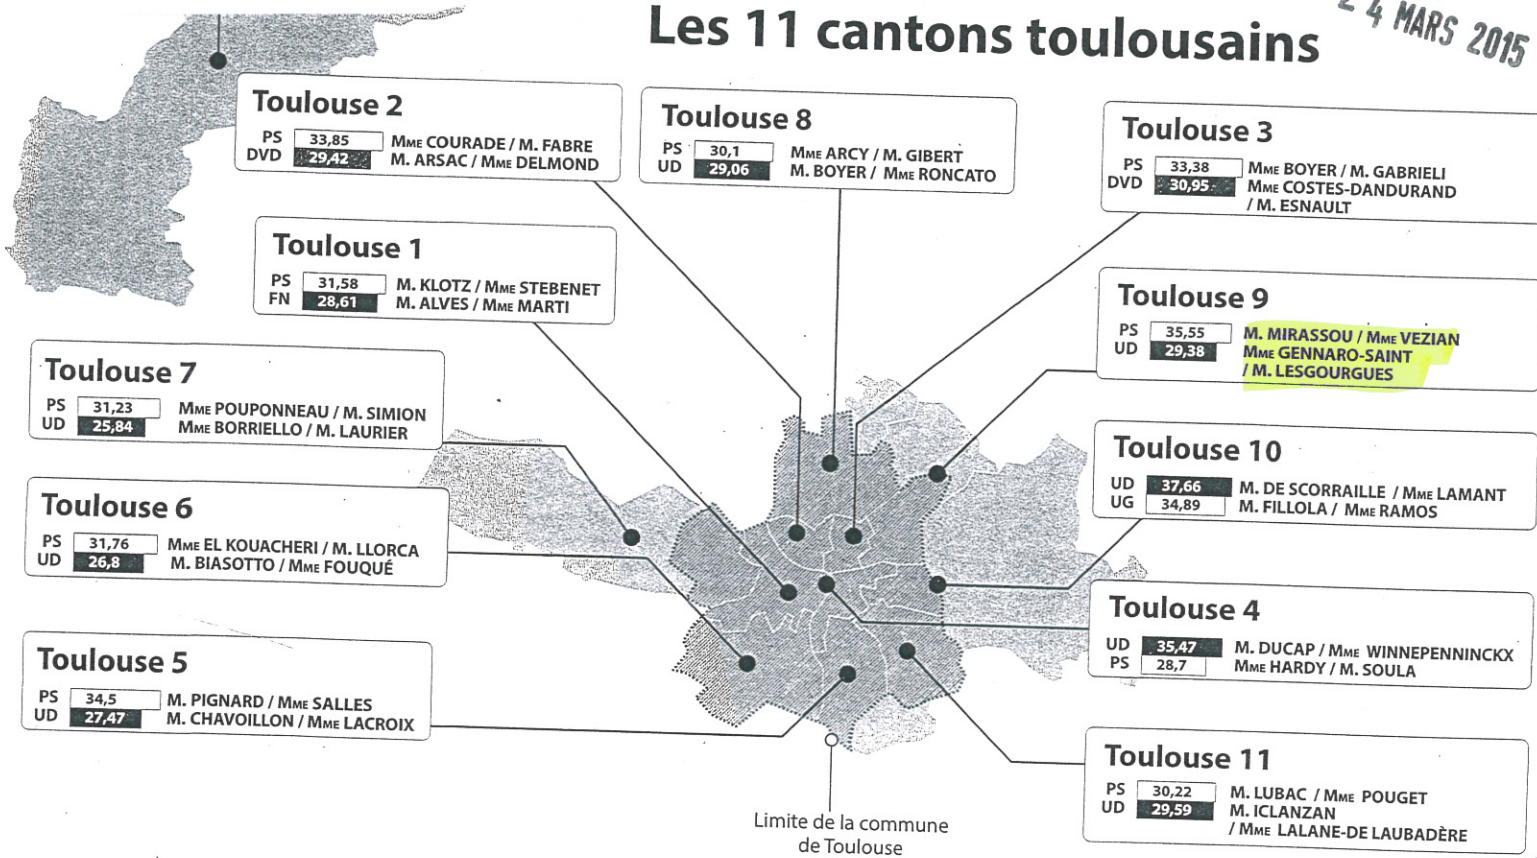 Les 11 cantons toulousains
2 4 MARS 2015
Toulouse 2
PS 33,85 MME COURADE / M. FABRE
DVD 29,42 M. ARSAC / MME DELMOND
Toulouse 8
PS 30,1 MME ARCY / M. GIBERT
UD 29,06 M. BOYER / MME RONCATO
Toulouse 3
PS 33,38 MME BOYER / M. GABRIELI
DVD 30,95 MME COSTES-DANDURAND
/ M. ESNAULT
Toulouse 1
PS 31,58 M. KLOTZ / MME STEBENET
FN 28,61 M. ALVES / MME MARTI
Toulouse 9
PS 35,55 M. MIRASSOU / MME VEZIAN
UD 29,38 MME GENNARO-SAINT
/ M. LESGOURGUES
Toulouse 7
PS 31,23 MME POUPONNEAU / M. SIMION
UD 25,84 MME BORRIELLO / M. LAURIER
Toulouse 10
UD 37,66 M. DE SCORRAILLE / MME LAMANT
UG 34,89 M. FILLOLA / MME RAMOS
Toulouse 6
PS 31,76 MME EL KOUACHERI / M. LLORCA
UD 26,8 M. BIASOTTO / MME FOUQUÉ
Toulouse 4
UD 35,47 M. DUCAP / MME WINNEPENNINCKX
PS 28,7 MME HARDY / M. SOULA
Toulouse 5
PS 34,5 M. PIGNARD / MME SALLES
UD 27,47 M. CHAVOILLON / MME LACROIX
Toulouse 11
PS 30,22 M. LUBAC / MME POUGET
UD 29,59 M. ICLANZAN
/ MME LALANE-DE LAUBADÈRE
Limite de la commune
de Toulouse